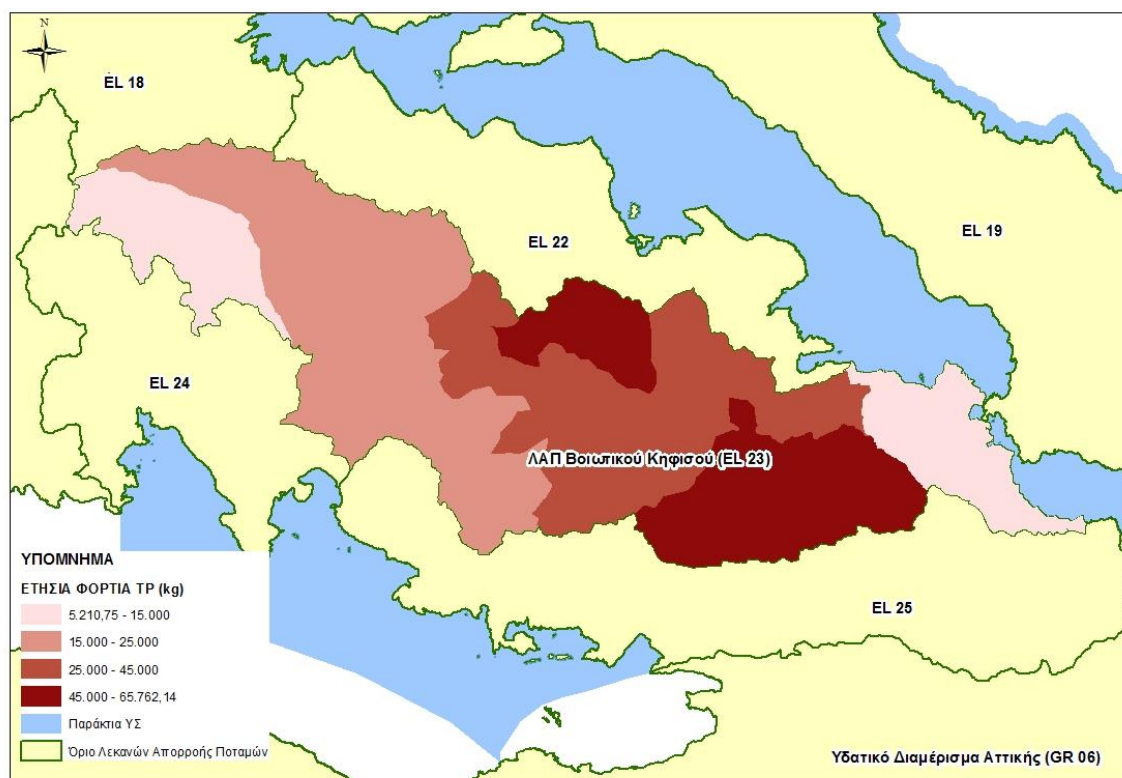 N
EL 18
EL 22
EL 19
EL 24
ΛΑΠ Βοιωτικού Κηφισού (EL 23)
EL 25
ΥΠΟΜΝΗΜΑ
ΕΤΗΣΙΑ ΦΟΡΤΙΑ TP (kg)
5.210,75 - 15.000
15.000 - 25.000
25.000 - 45.000
45.000 - 65.762,14
Παράκτια ΥΣ
Όριο Λεκανών Απορροής Ποταμών
Υδατικό Διαμέρισμα Αττικής (GR 06)